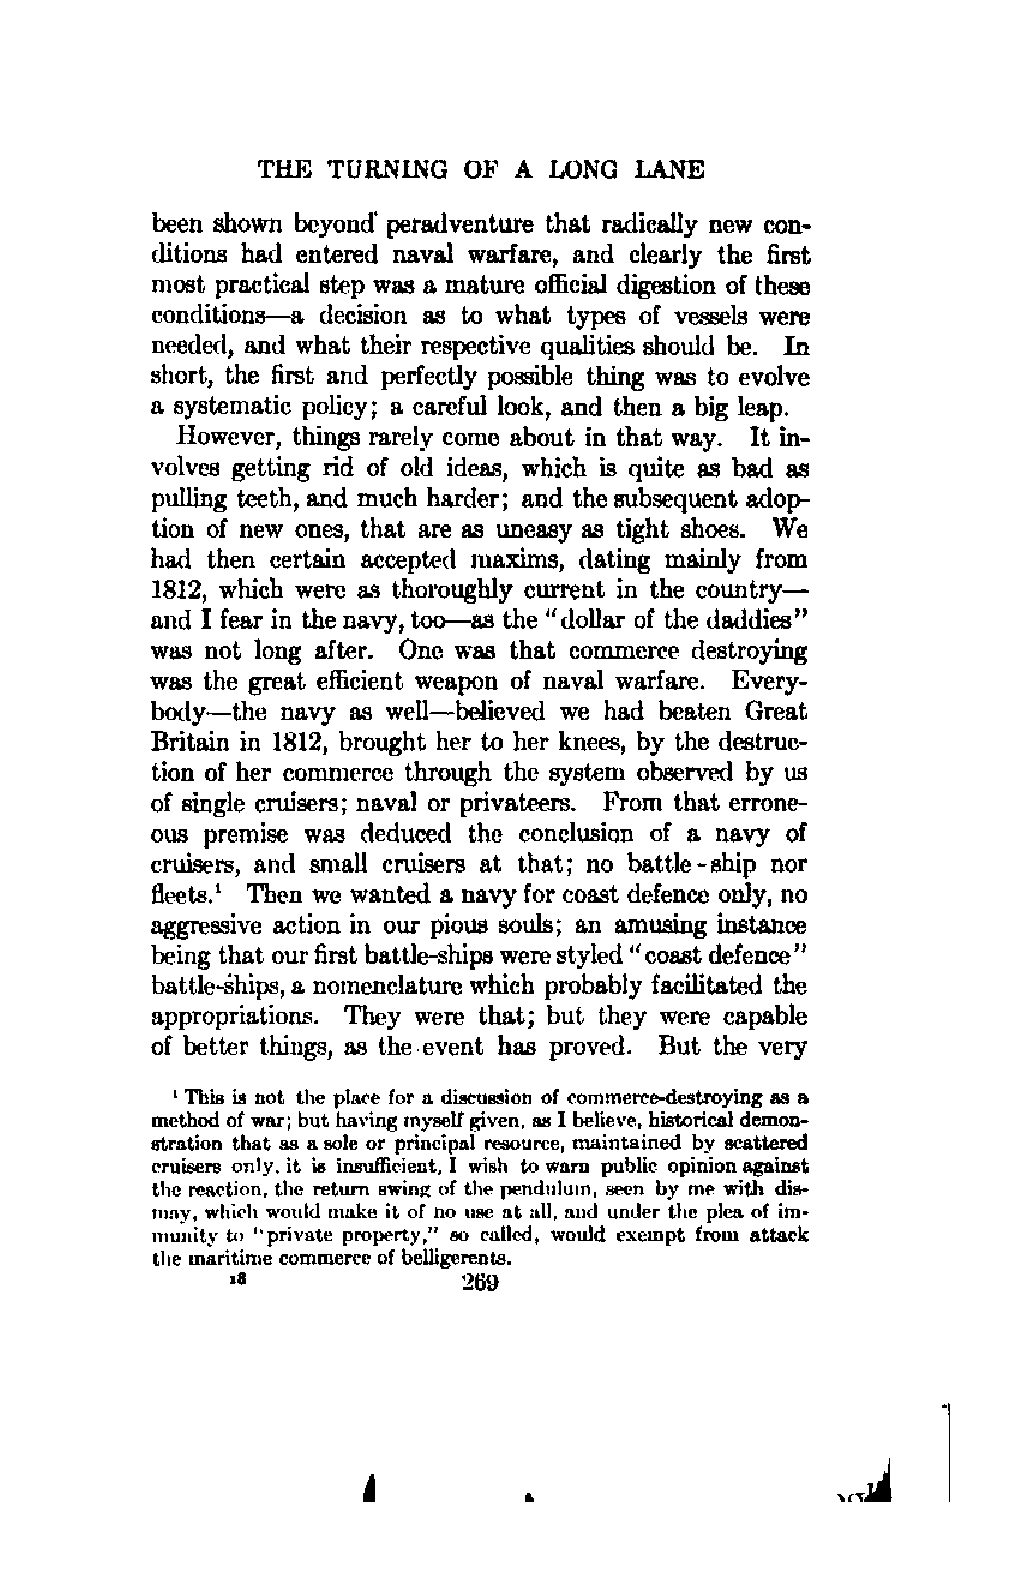 THE TURNING OF A LONG LANE
been shown beyond peradventure that radically new con-
ditions had entered naval warfare, and clearly the first
most practical step was a mature official digestion of these
conditions—a decision as to what types of vessels were
needed, and what their respective qualities should be. In
short, the first and perfectly possible thing was to evolve
a systematic policy; a careful look, and then a big leap.
However, things rarely come about in that way. It in-
volves getting rid of old ideas, which is quite as bad as
pulling teeth, and much harder; and the subsequent adop-
tion of new ones, that are as uneasy as tight shoes. We
had then certain accepted maxims, dating mainly from
1812, which were as thoroughly current in the country—
and I fear in the navy, too—as the "dollar of the daddies"
was not long after. One was that commerce destroying
was the great efficient weapon of naval warfare. Every-
body—the navy as well—believed we had beaten Great
Britain in 1812, brought her to her knees, by the destruc-
tion of her commerce through the system observed by us
of single cruisers; naval or privateers. From that errone-
ous premise was deduced the conclusion of a navy of
cruisers, and small cruisers at that; no battle-ship nor
fleets.¹ Then we wanted a navy for coast defence only, no
aggressive action in our pious souls; an amusing instance
being that our first battle-ships were styled "coast defence"
battle-ships, a nomenclature which probably facilitated the
appropriations. They were that; but they were capable
of better things, as the event has proved. But the very
¹ This is not the place for a discussion of commerce-destroying as a
method of war; but having myself given, as I believe, historical demon-
stration that as a sole or principal resource, maintained by scattered
cruisers only, it is insufficient, I wish to warn public opinion against
the reaction, the return swing of the pendulum, seen by me with dis-
may, which would make it of no use at all, and under the plea of im-
munity to "private property," so called, would exempt from attack
the maritime commerce of belligerents.
18 269